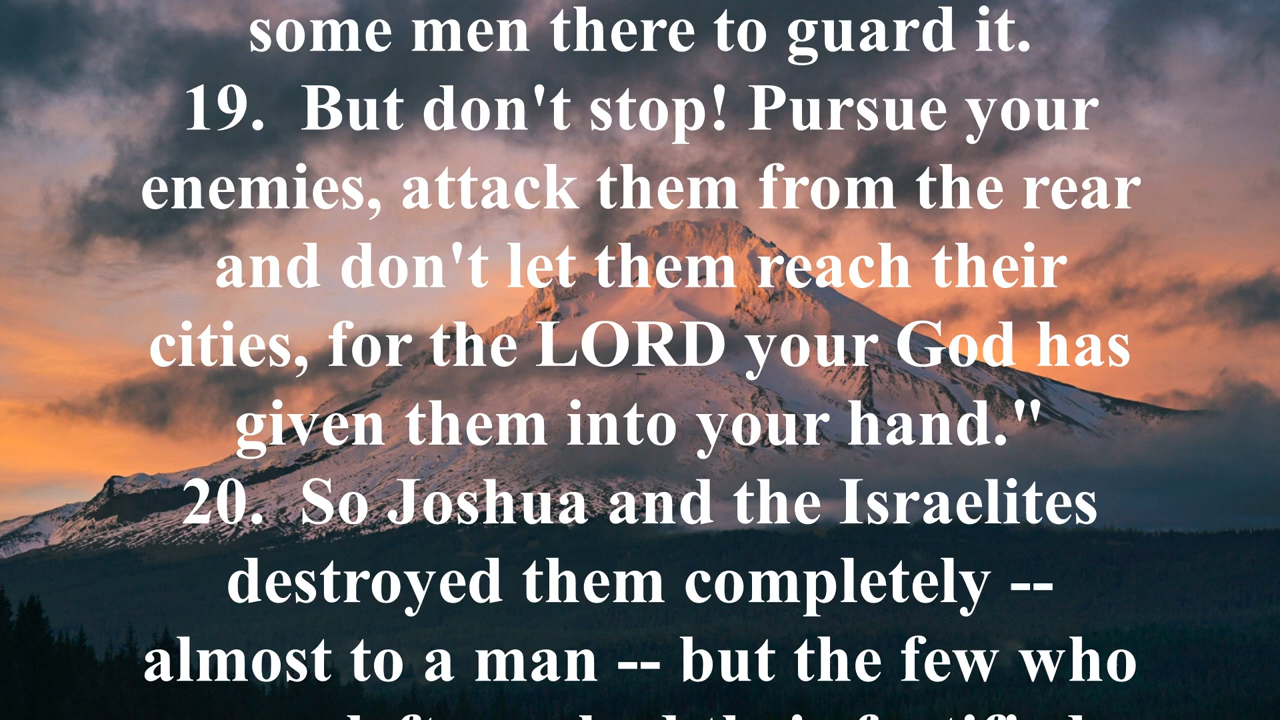 some men there to guard it.
19. But don't stop! Pursue your
enemies, attack them from the rear
and don't let them reach their
cities, for the LORD your God has
given them into your hand."
20. So Joshua and the Israelites
destroyed them completely --
almost to a man -- but the few who